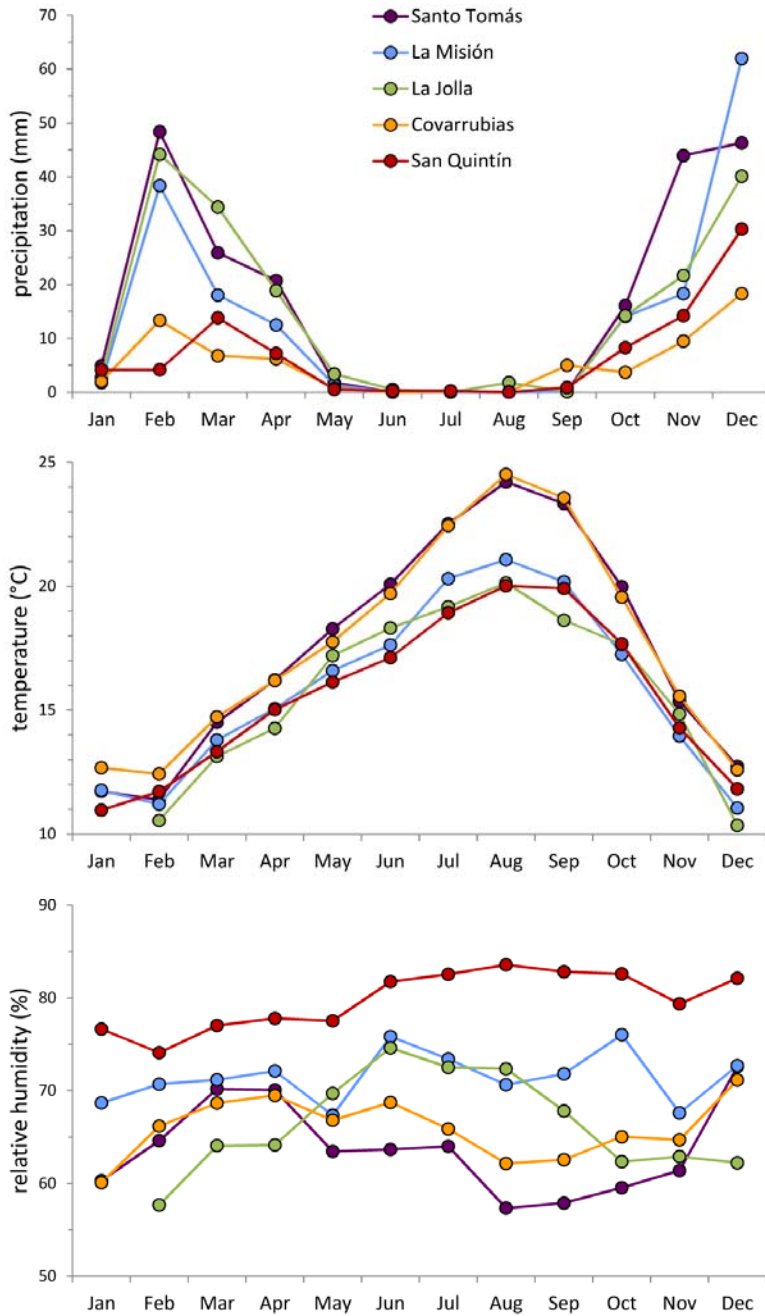 70
60
50
40
30
20
10
0
precipitation (mm)
Santo Tomás
La Misión
La Jolla
Covarrubias
San Quintín
Jan Feb Mar Apr May Jun Jul Aug Sep Oct Nov Dec
25
20
15
10
temperature (°C)
Jan Feb Mar Apr May Jun Jul Aug Sep Oct Nov Dec
90
80
70
60
50
relative humidity (%)
Jan Feb Mar Apr May Jun Jul Aug Sep Oct Nov Dec